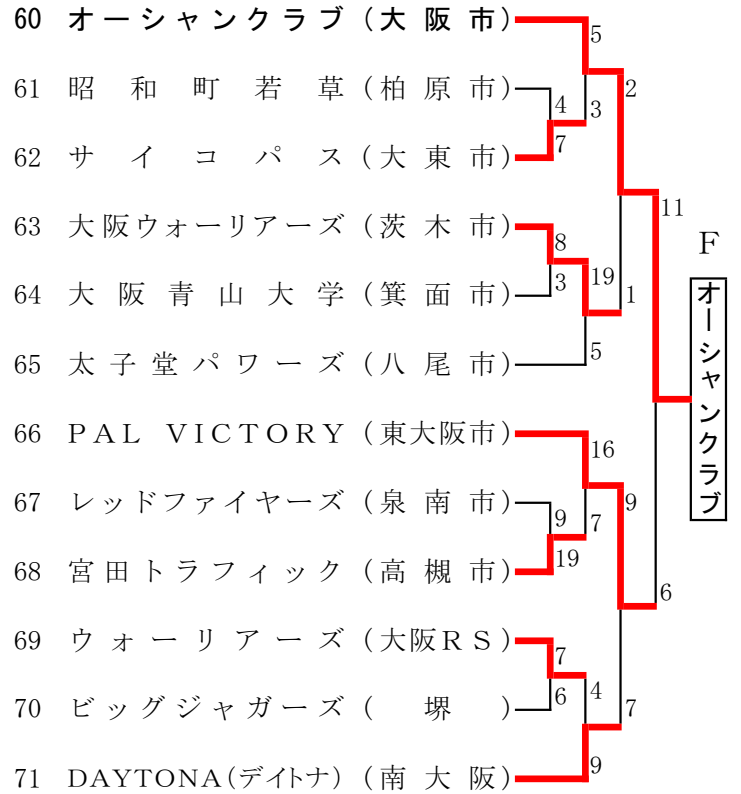 60 オーシャンクラブ (大阪市)
5
61 昭和町若草 (柏原市)
4
3
2
62 サイコパス (大東市)
7
11
63 大阪ウォーリアーズ (茨木市)
8
F
64 大阪青山大学 (箕面市)
3
19
1
オーシャンクラブ
65 太子堂パワーズ (八尾市)
5
66 PAL VICTORY (東大阪市)
16
67 レッドファイヤーズ (泉南市)
9
7
9
68 宮田トラフィック (高槻市)
19
6
69 ウォーリアーズ (大阪RS)
7
70 ビッグジャガーズ (堺)
6
4
7
71 DAYTONA(デイトナ) (南大阪)
9